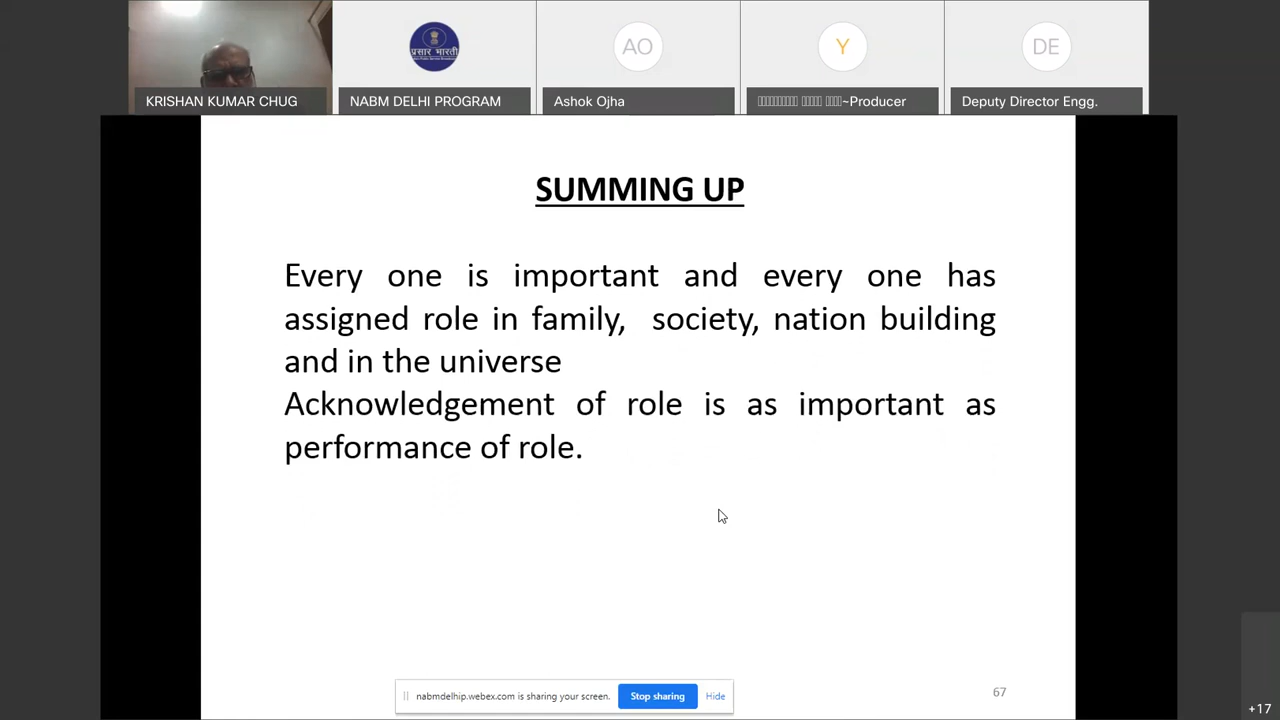 KRISHAN KUMAR CHUG
प्रसार भारती
NABM DELHI PROGRAM
AO
Ashok Ojha
Y
~Producer
DE
Deputy Director Engg.
SUMMING UP
Every one is important and every one has
assigned role in family, society, nation building
and in the universe
Acknowledgement of role is as important as
performance of role.
nabmdelhip.webex.com is sharing your screen.
Stop sharing
Hide
67
+17